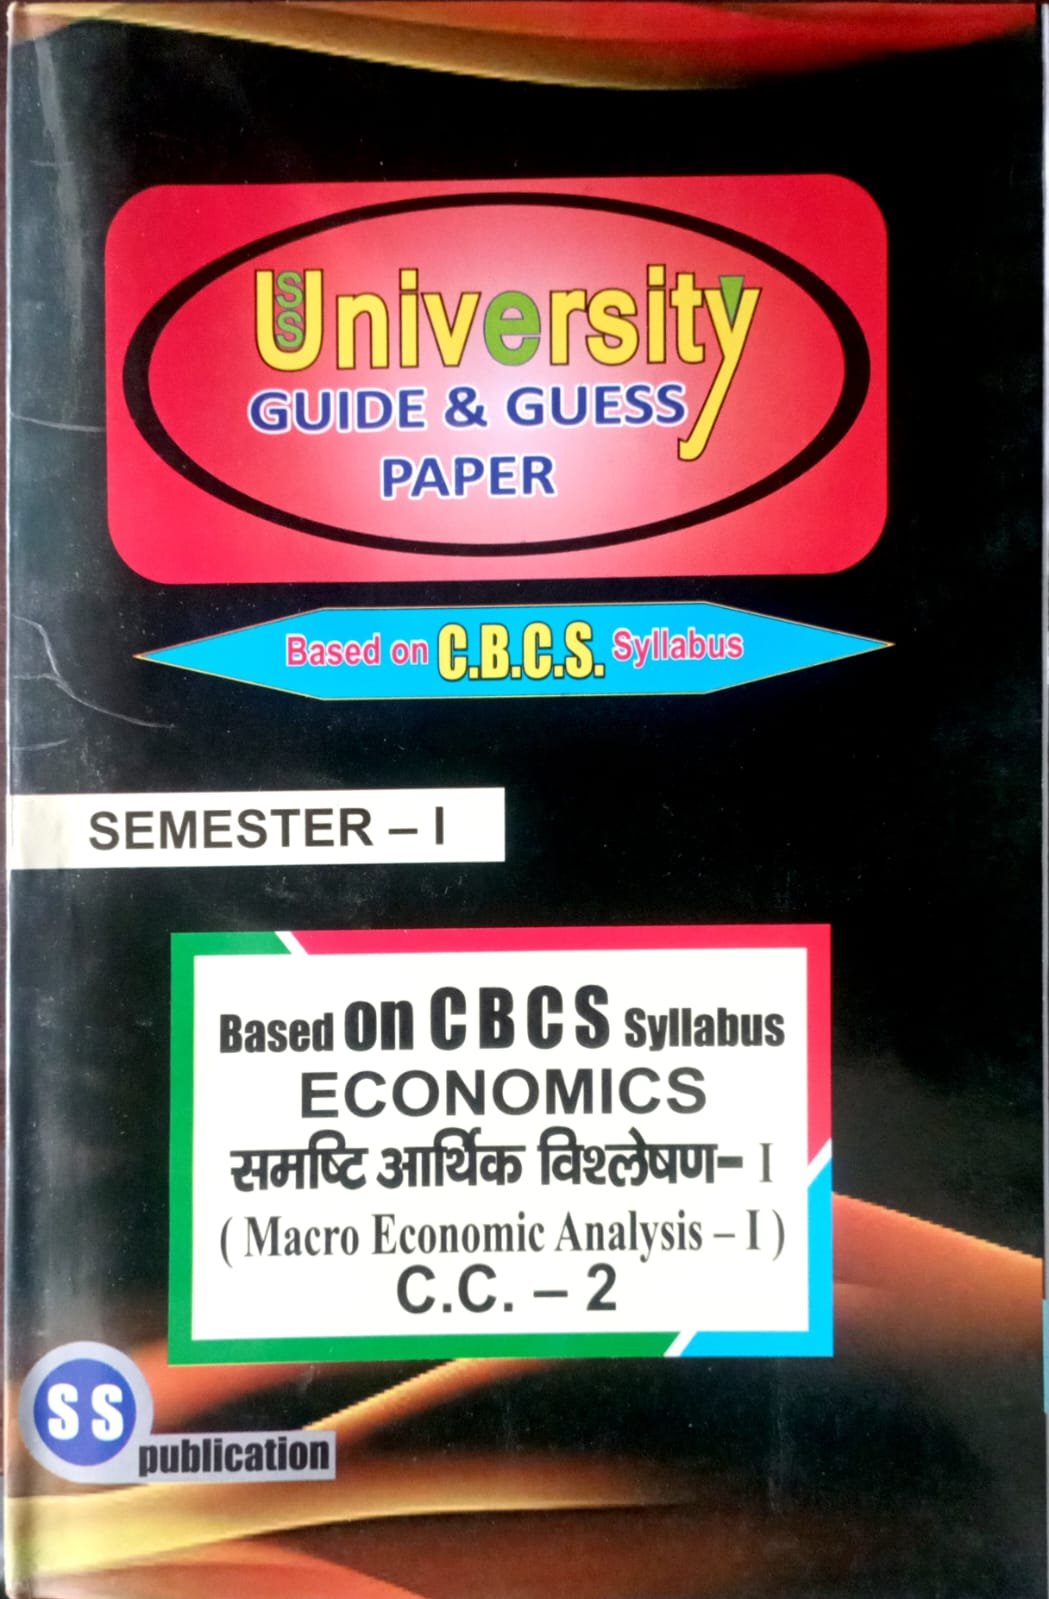 University
SS
GUIDE & GUESS
PAPER
Based on C.B.C.S. Syllabus
SEMESTER – I
Based on C B C S Syllabus
ECONOMICS
समष्टि आर्थिक विश्लेषण- I
( Macro Economic Analysis – I )
C.C. – 2
S S
publication